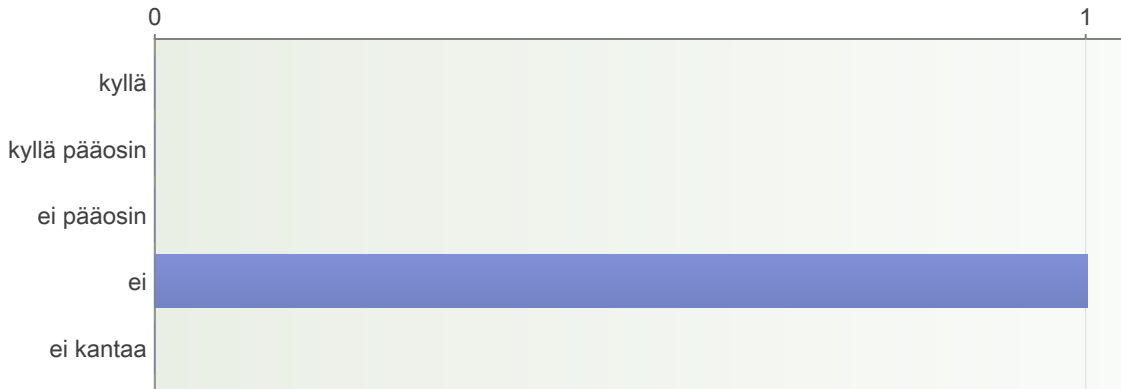 0 1
kyllä
kyllä pääosin
ei pääosin
ei
ei kantaa